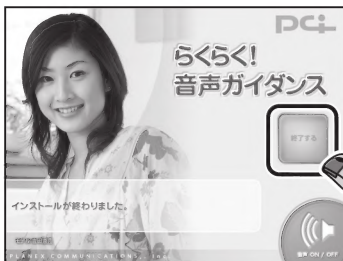 PCi
らくらく!
音声ガイダンス
終了する
インストールが終わりました。
PLANEX COMMUNICATIONS, Inc.
音声 ON / OFF